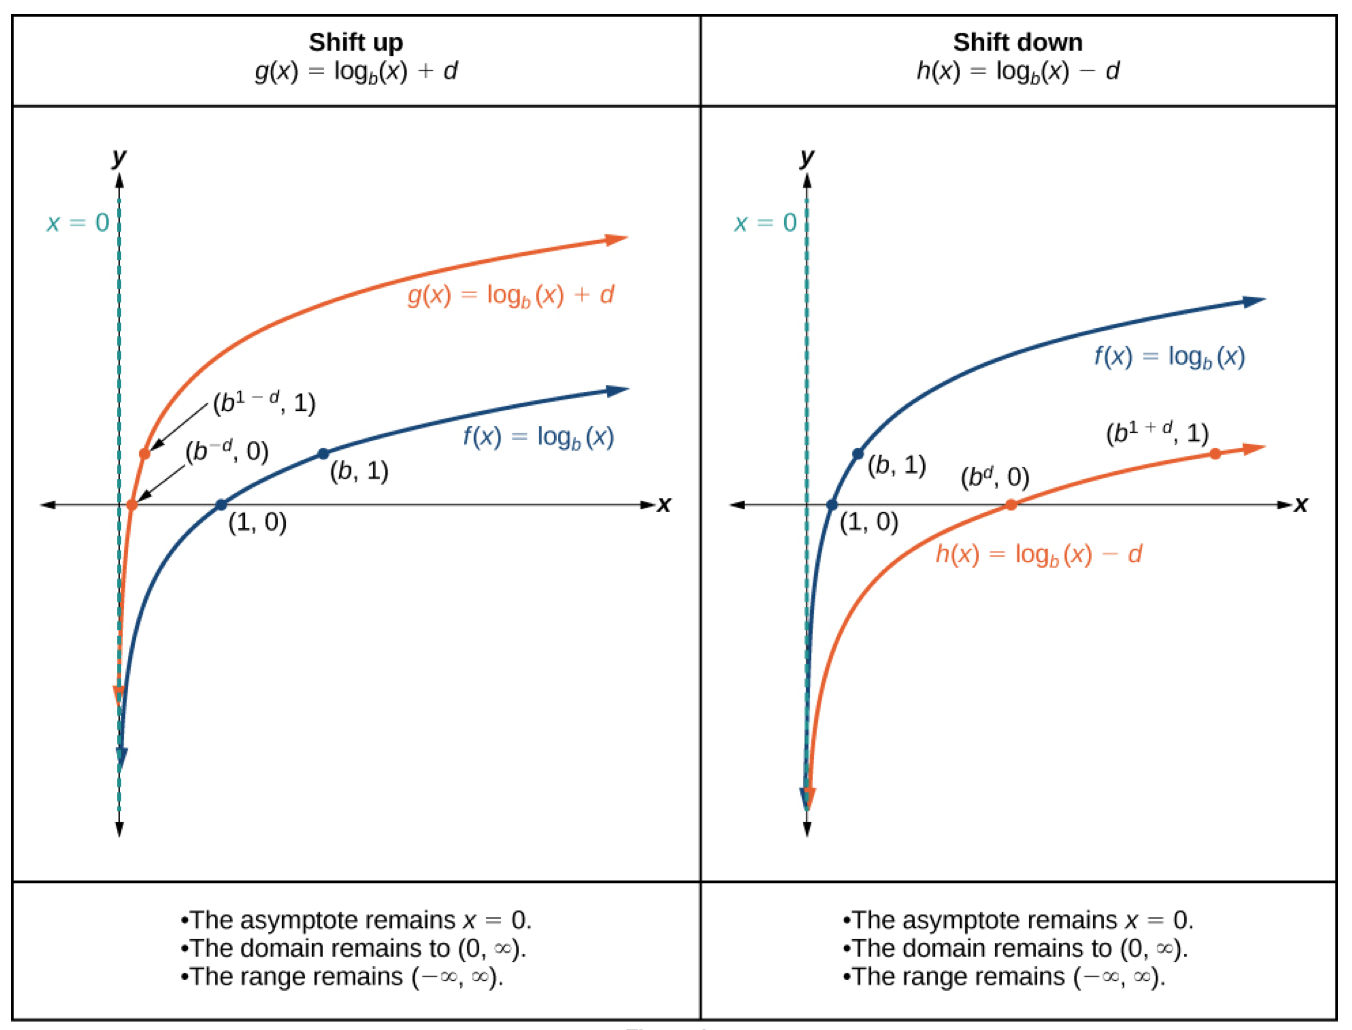 Shift up
g(x) = log_b(x) + d
Shift down
h(x) = log_b(x) − d
y
x = 0
g(x) = log_b(x) + d
(b^{1 − d}, 1)
(b^{−d}, 0)
f(x) = log_b(x)
(b, 1)
x
(1, 0)
y
x = 0
f(x) = log_b(x)
(b^{1 + d}, 1)
(b, 1)
(b^d, 0)
x
(1, 0)
h(x) = log_b(x) − d
•The asymptote remains x = 0.
•The domain remains to (0, ∞).
•The range remains (−∞, ∞).
•The asymptote remains x = 0.
•The domain remains to (0, ∞).
•The range remains (−∞, ∞).